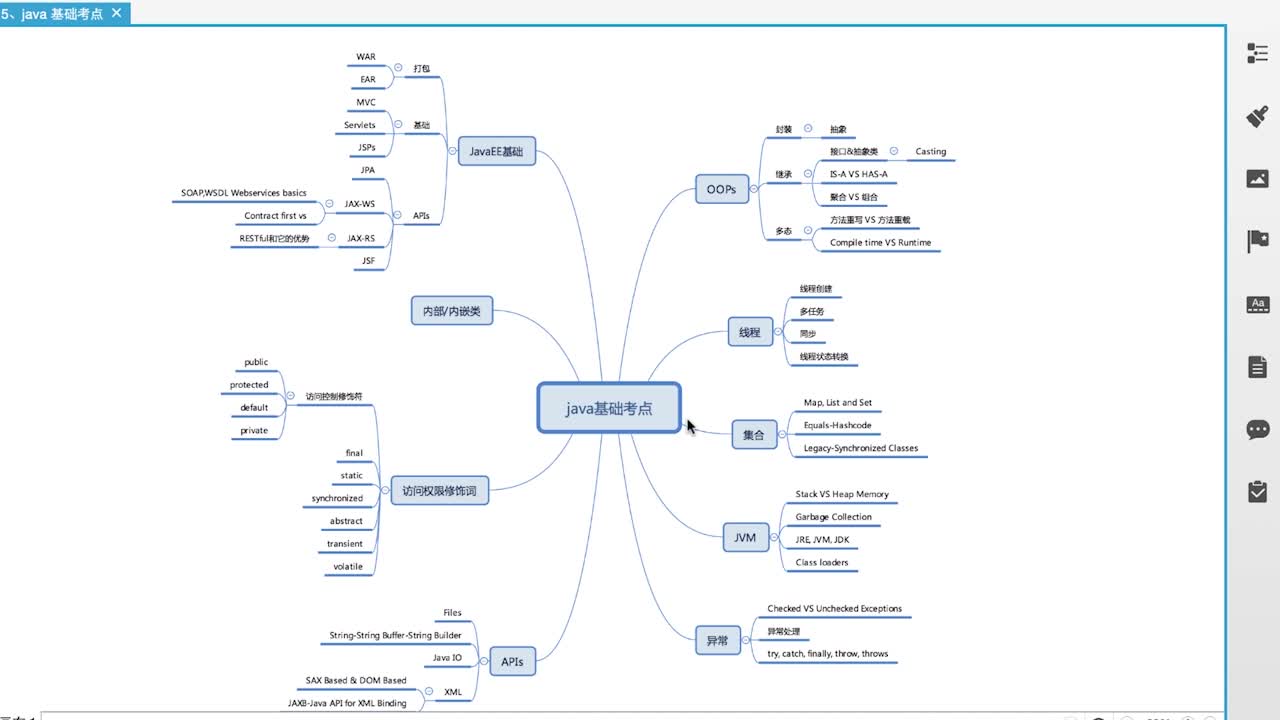 5、java 基础考点
java基础考点
JavaEE基础
打包
WAR
EAR
基础
MVC
Servlets
JSPs
APIs
JPA
JAX-WS
SOAP,WSDL Webservices basics
Contract first vs
JAX-RS
RESTful和它的优势
JSF
内部/内嵌类
访问权限修饰词
访问控制修饰符
public
protected
default
private
final
static
synchronized
abstract
transient
volatile
APIs
Files
String-String Buffer-String Builder
Java IO
XML
SAX Based & DOM Based
JAXB-Java API for XML Binding
OOPs
封装
抽象
继承
接口&抽象类
Casting
IS-A VS HAS-A
聚合 VS 组合
多态
方法重写 VS 方法重载
Compile time VS Runtime
线程
线程创建
多任务
同步
线程状态转换
集合
Map, List and Set
Equals-Hashcode
Legacy-Synchronized Classes
JVM
Stack VS Heap Memory
Garbage Collection
JRE, JVM, JDK
Class loaders
异常
Checked VS Unchecked Exceptions
异常处理
try, catch, finally, throw, throws
Aa